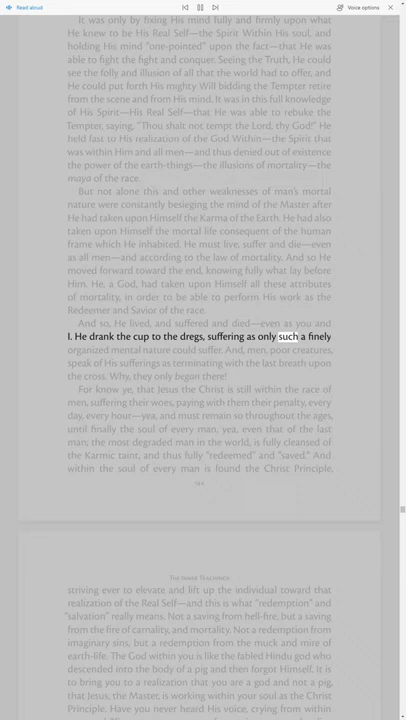 Read aloud
Voice options
It was only by fixing His mind fully and firmly upon what
He knew to be His Real Self—the Spirit Within His soul, and
holding His mind "one-pointed" upon the fact—that He was
able to fight the fight and conquer. Seeing the Truth, He could
see the folly and illusion of all that the world had to offer, and
He could put forth His mighty Will bidding the Tempter retire
from the scene and from His mind. It was in this full knowledge
of His Spirit—His Real Self—that He was able to rebuke the
Tempter, saying, "Thou shalt not tempt the Lord, thy God!" He
held fast to His realization of the God Within—the Spirit that
was within Him and all men—and thus denied out of existence
the power of the earth-things—the illusions of mortality—the
maya of the race.
But not alone this and other weaknesses of man's mortal
nature were constantly besieging the mind of the Master after
He had taken upon Himself the Karma of the Earth. He had also
taken upon Himself the mortal life consequent of the human
frame which He inhabited. He must live, suffer and die—even
as all men—and according to the law of mortality. And so He
moved forward toward the end, knowing fully what lay before
Him. He, a God, had taken upon Himself all these attributes
of mortality, in order to be able to perform His work as the
Redeemer and Savior of the race.
And so, He lived, and suffered and died—even as you and
I. He drank the cup to the dregs, suffering as only such a finely
organized mental nature could suffer. And, men, poor creatures,
speak of His sufferings as terminating with the last breath upon
the cross. Why, they only began there!
For know ye, that Jesus the Christ is still within the race of
men, suffering their woes, paying with them their penalty, every
day, every hour—yea, and must remain so throughout the ages,
until finally the soul of every man, yea, even that of the last
man; the most degraded man in the world, is fully cleansed of
the Karmic taint, and thus fully "redeemed" and "saved." And
within the soul of every man is found the Christ Principle,
The Inner Teachings
striving ever to elevate and lift up the individual toward that
realization of the Real Self—and this is what "redemption" and
"salvation" really means. Not a saving from hell-fire, but a saving
from the fire of carnality, and mortality. Not a redemption from
imaginary sins, but a redemption from the muck and mire of
earth-life. The God within you is like the fabled Hindu god who
descended into the body of a pig and then forgot Himself. It is
to bring you to a realization that you are a god and not a pig,
that Jesus, the Master, is working within your soul as the Christ
Principle. Have you never heard His voice, crying from within